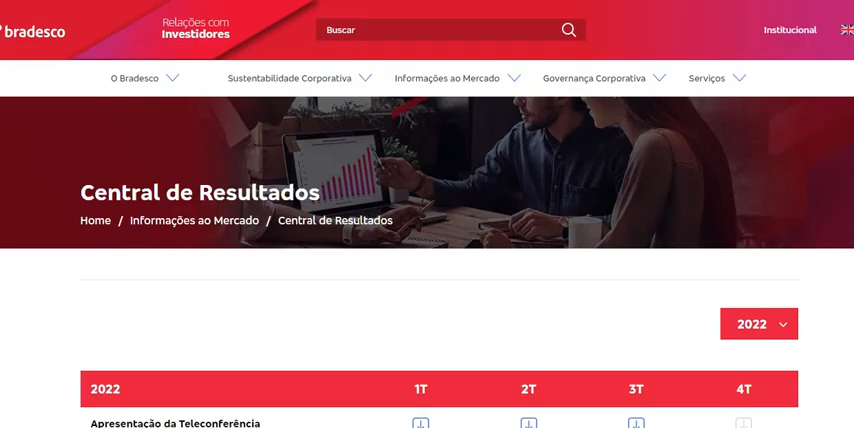 bradesco
Relações com
Investidores
Buscar
Institucional
O Bradesco
Sustentabilidade Corporativa
Informações ao Mercado
Governança Corporativa
Serviços
Central de Resultados
Home / Informações ao Mercado / Central de Resultados
2022
2022 1T 2T 3T 4T
Apresentação da Teleconferência